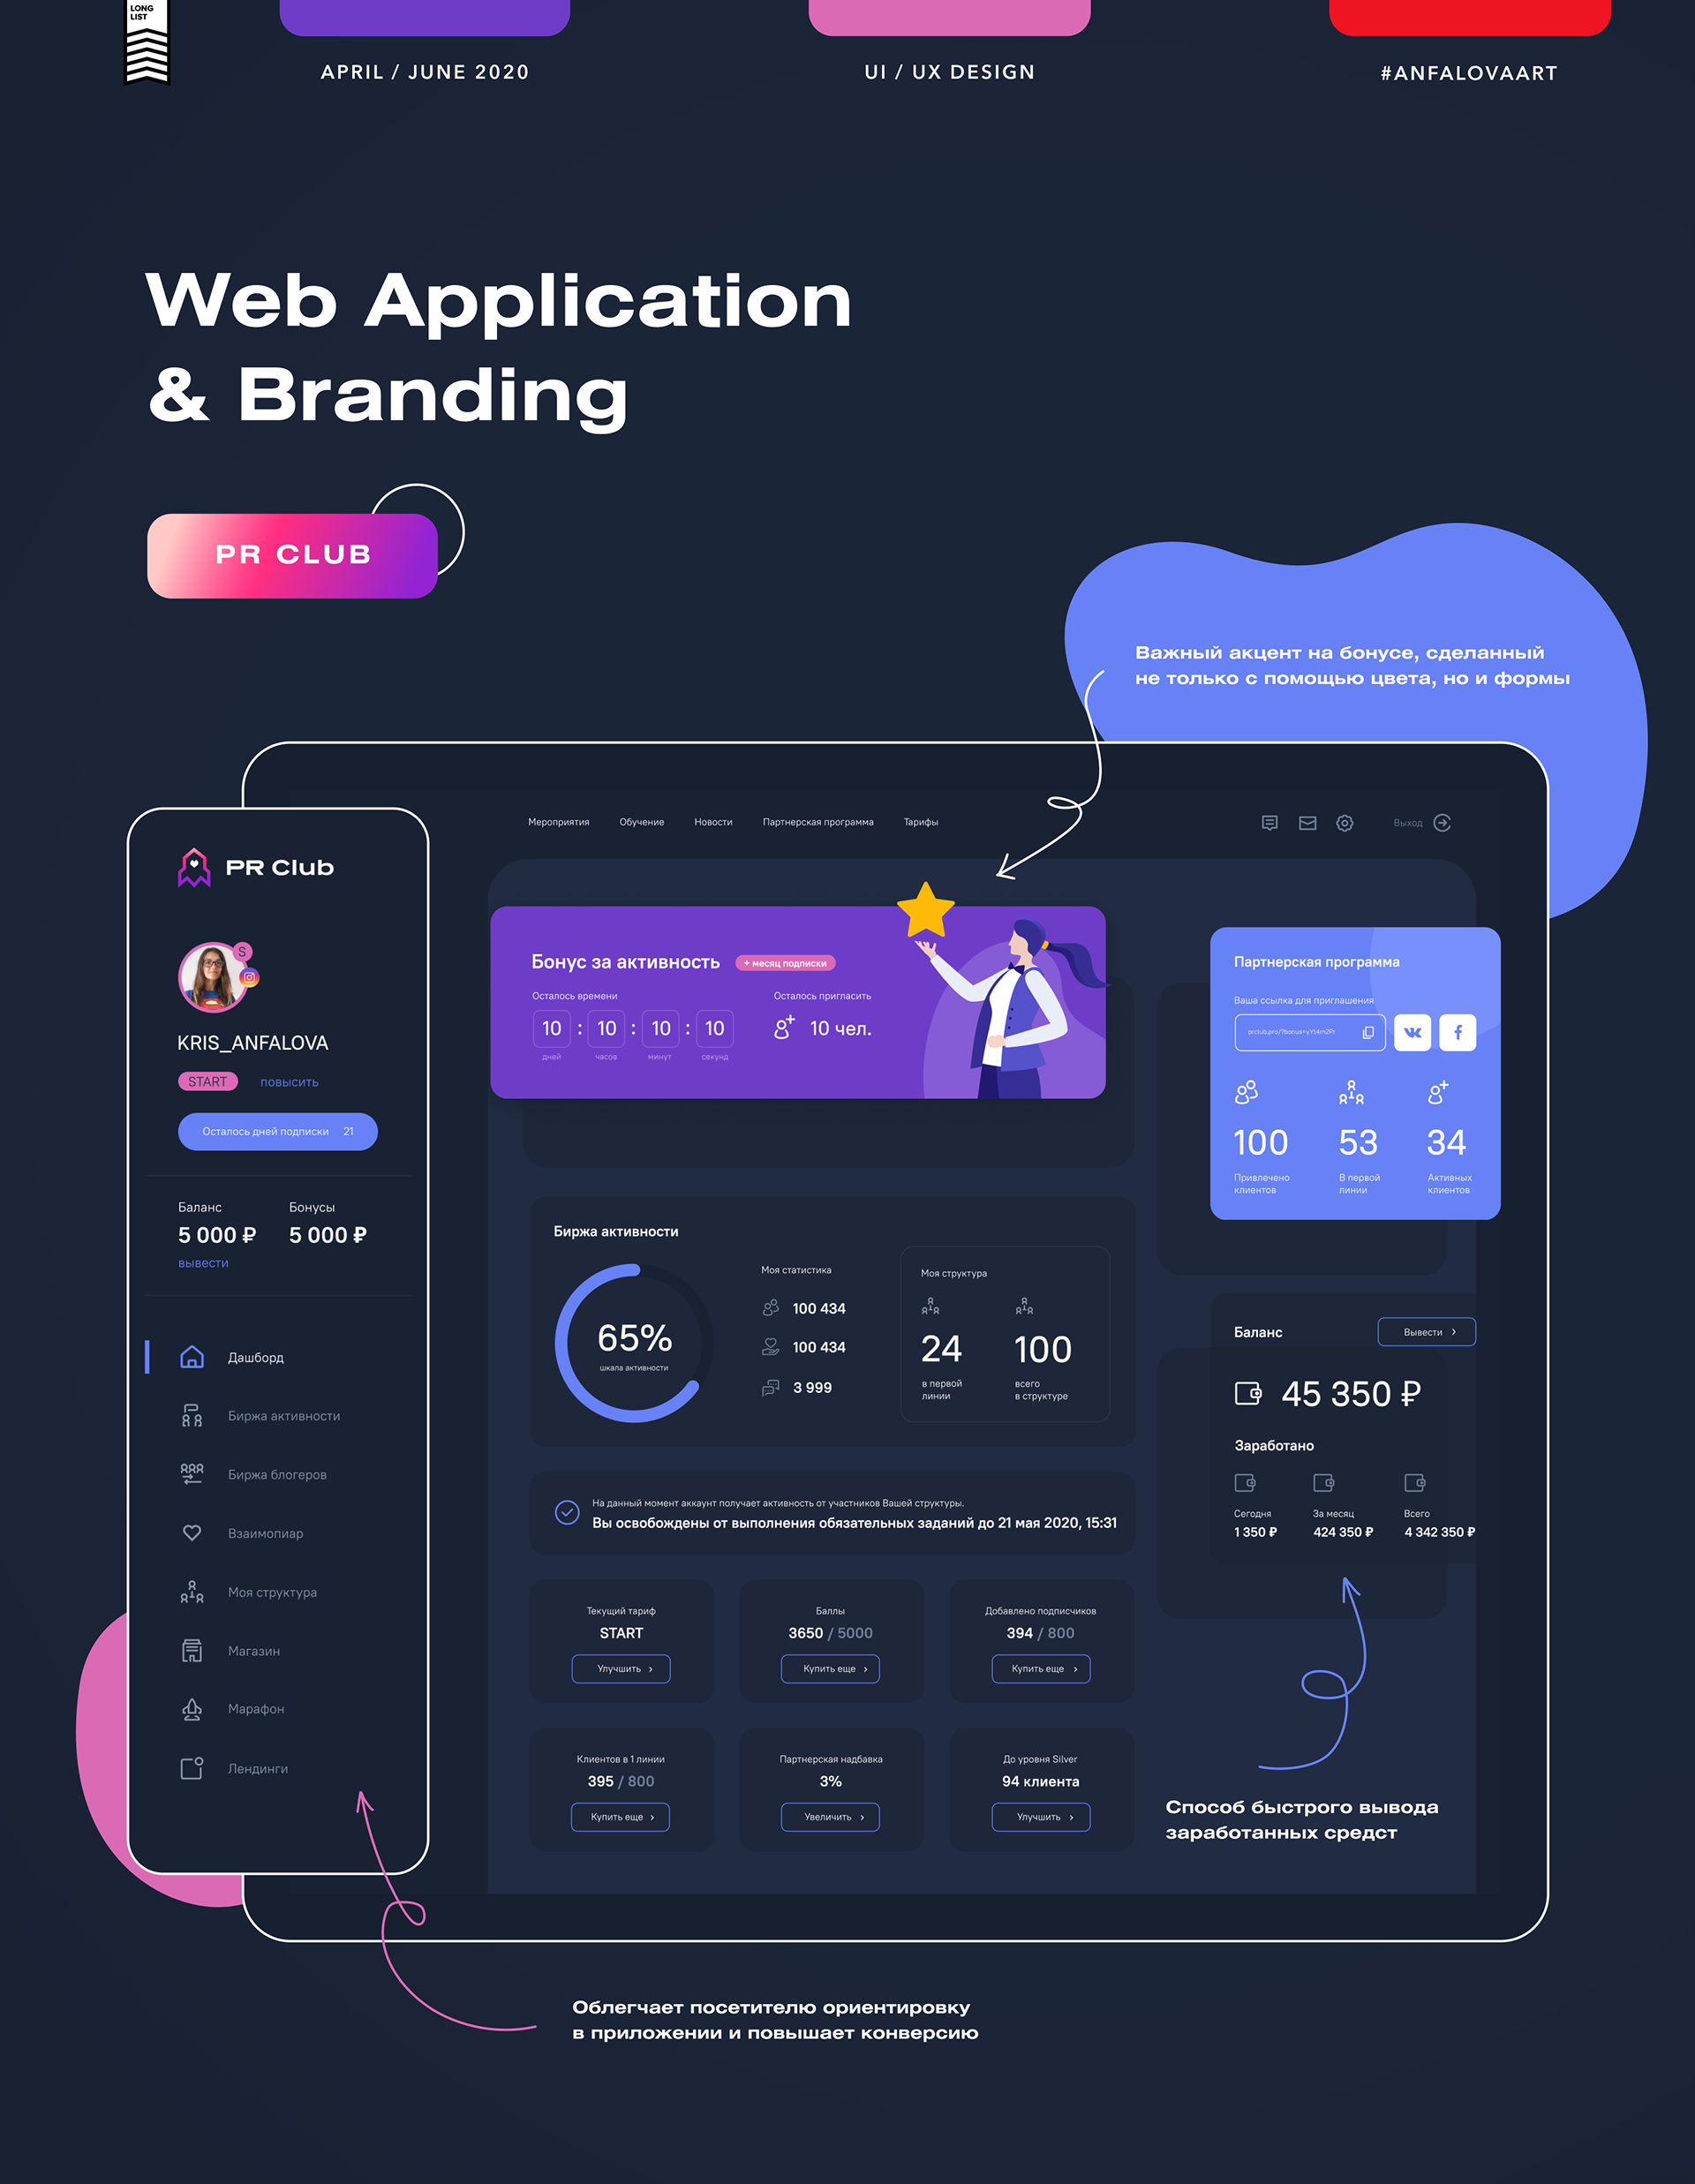 LONG
LIST
APRIL / JUNE 2020
UI / UX DESIGN
#ANFALOVAART
Web Application
& Branding
PR CLUB
Важный акцент на бонусе, сделанный
не только с помощью цвета, но и формы
PR Club
S
KRIS_ANFALOVA
START повысить
Осталось дней подписки 21
Баланс Бонусы
5 000 ₽ 5 000 ₽
вывести
Дашборд
Биржа активности
Биржа блогеров
Взаимопиар
Моя структура
Магазин
Марафон
Лендинги
Мероприятия Обучение Новости Партнерская программа Тарифы Выход
Бонус за активность + месяц подписки
Осталось времени Осталось пригласить
10 : 10 : 10 : 10 10 чел.
дней часов минут секунд
Партнерская программа
Ваша ссылка для приглашения
prclub.pro/?bonus=yYt4m2Pr
100 53 34
Привлечено В первой Активных
клиентов линии клиентов
Биржа активности
65%
шкала активности
Моя статистика
100 434
100 434
3 999
Моя структура
24 100
в первой всего
линии в структуре
Баланс Вывести
45 350 ₽
Заработано
Сегодня За месяц Всего
1 350 ₽ 424 350 ₽ 4 342 350 ₽
На данный момент аккаунт получает активность от участников Вашей структуры.
Вы освобождены от выполнения обязательных заданий до 21 мая 2020, 15:31
Текущий тариф Баллы Добавлено подписчиков
START 3650 / 5000 394 / 800
Улучшить Купить еще Купить еще
Клиентов в 1 линии Партнерская надбавка До уровня Silver
395 / 800 3% 94 клиента
Купить еще Увеличить Улучшить
Способ быстрого вывода
заработанных средст
Облегчает посетителю ориентировку
в приложении и повышает конверсию